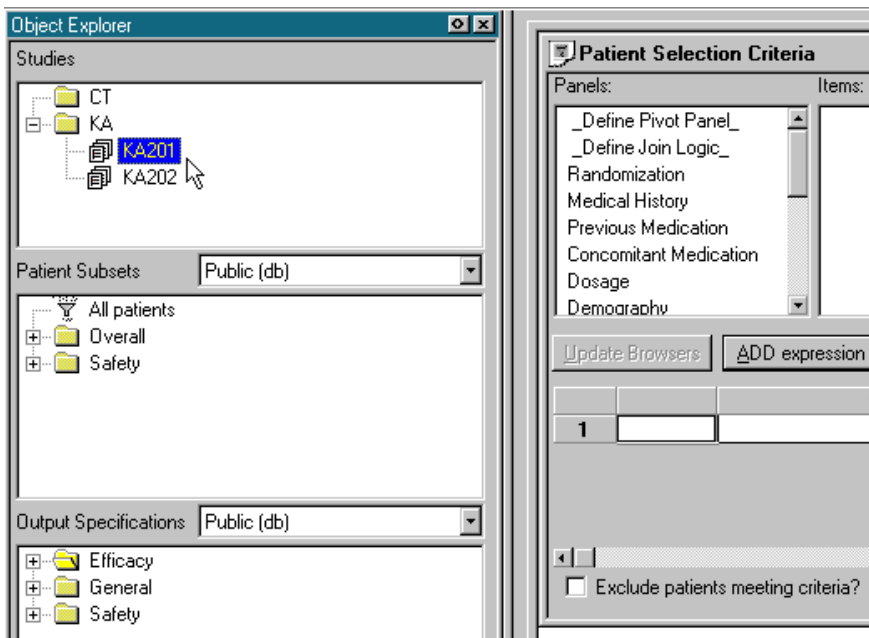 Object Explorer
Studies
CT
KA
KA201
KA202
Patient Subsets
Public (db)
All patients
Overall
Safety
Output Specifications
Public (db)
Efficacy
General
Safety
Patient Selection Criteria
Panels:
Items:
_Define Pivot Panel_
_Define Join Logic_
Randomization
Medical History
Previous Medication
Concomitant Medication
Dosage
Demography
Update Browsers
ADD expression
1
Exclude patients meeting criteria?